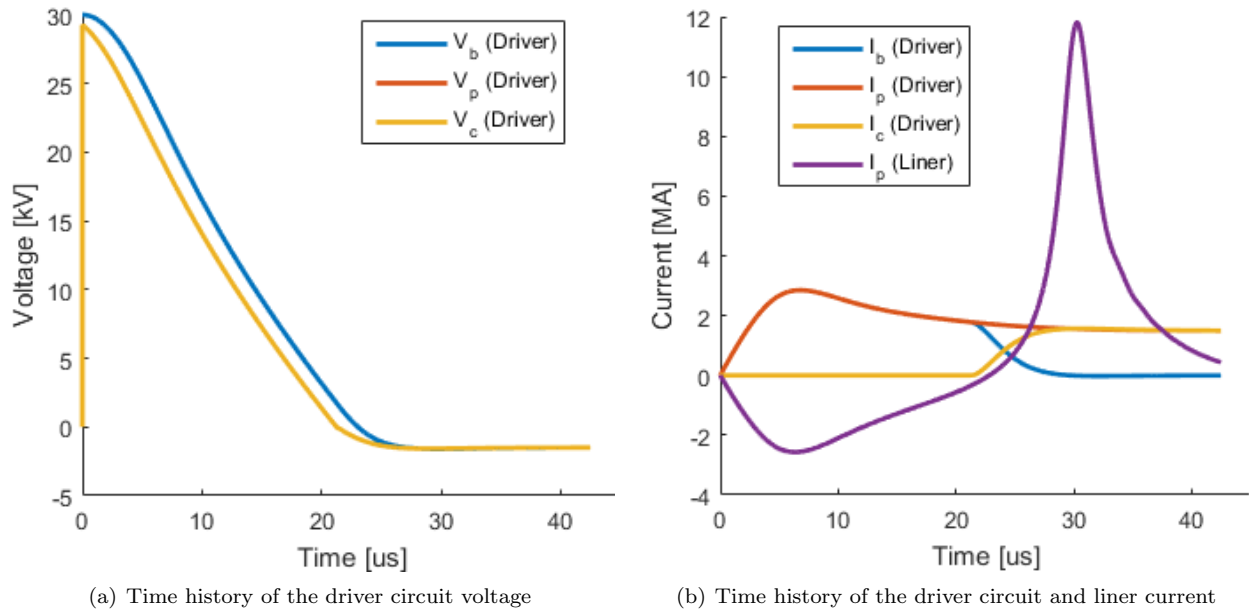 30
25
20
15
10
5
0
-5
Voltage [kV]
V_b (Driver)
V_p (Driver)
V_c (Driver)
0 10 20 30 40
Time [us]
(a) Time history of the driver circuit voltage
12
10
8
6
4
2
0
-2
-4
Current [MA]
I_b (Driver)
I_p (Driver)
I_c (Driver)
I_p (Liner)
0 10 20 30 40
Time [us]
(b) Time history of the driver circuit and liner current